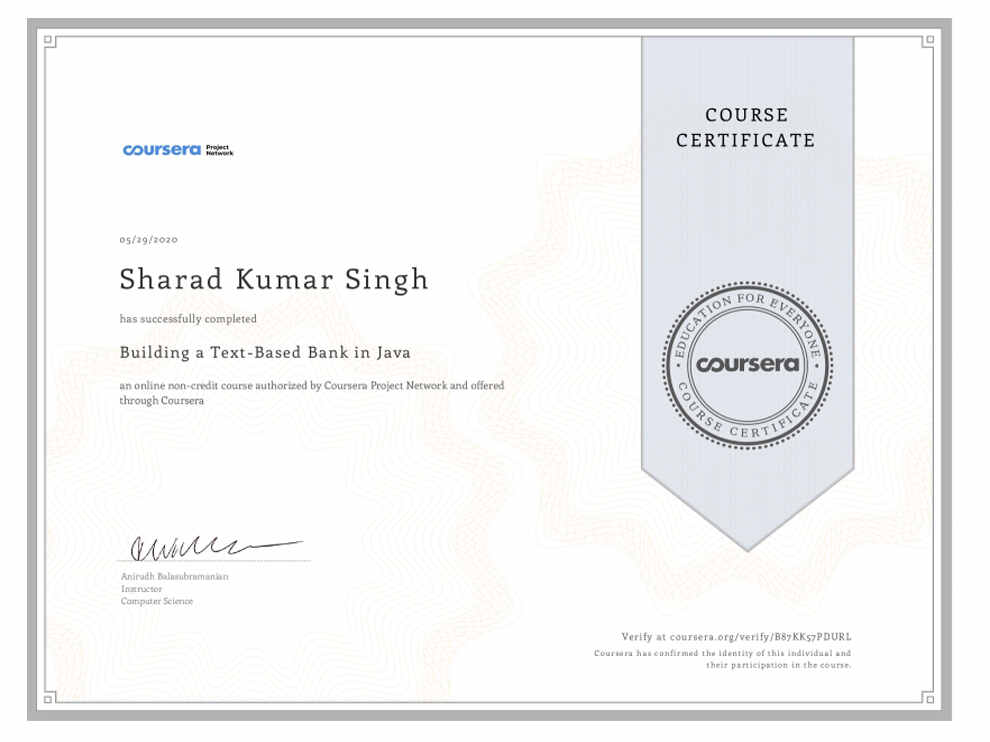 COURSE
CERTIFICATE
coursera Project
Network
05/29/2020
Sharad Kumar Singh
has successfully completed
Building a Text-Based Bank in Java
an online non-credit course authorized by Coursera Project Network and offered
through Coursera
EDUCATION FOR EVERYONE
coursera
COURSE CERTIFICATE
Anirudh Balasubramanian
Instructor
Computer Science
Verify at coursera.org/verify/B87KK57PDURL
Coursera has confirmed the identity of this individual and
their participation in the course.